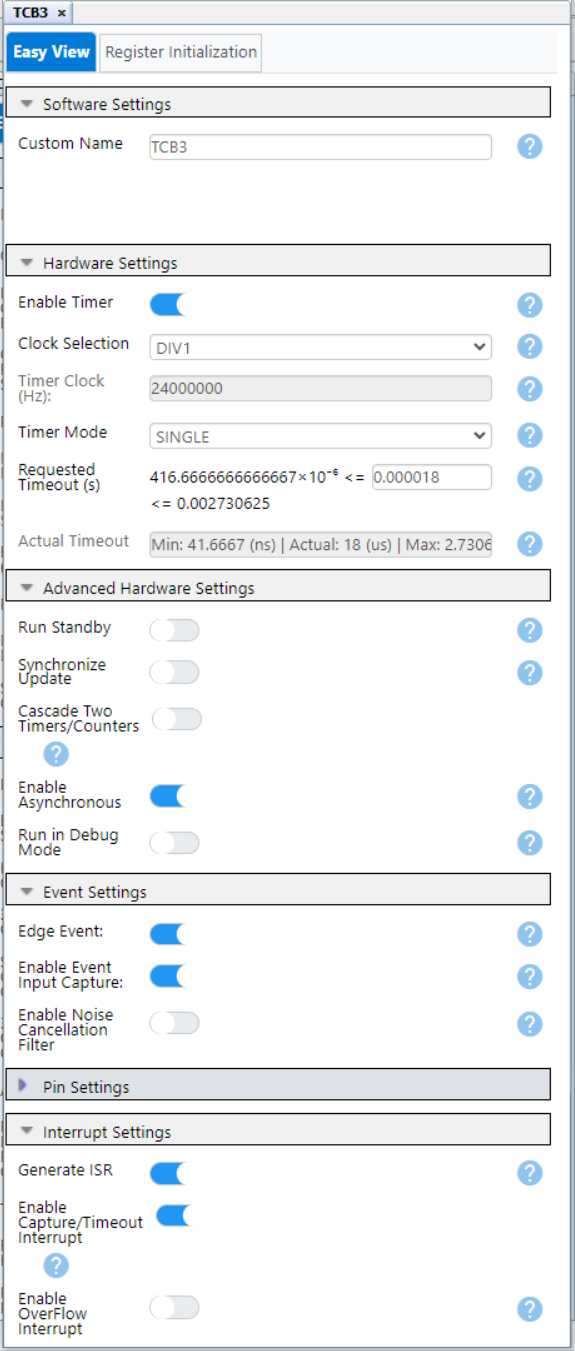 TCB3 ×
Easy View Register Initialization
Software Settings
Custom Name TCB3 ?
Hardware Settings
Enable Timer ?
Clock Selection DIV1 ?
Timer Clock
(Hz): 24000000 ?
Timer Mode SINGLE ?
Requested
Timeout (s) 416.6666666666667×10⁻⁶ <= 0.000018 ?
<= 0.002730625
Actual Timeout Min: 41.6667 (ns) | Actual: 18 (us) | Max: 2.7306 ?
Advanced Hardware Settings
Run Standby ?
Synchronize
Update ?
Cascade Two
Timers/Counters
?
Enable
Asynchronous ?
Run in Debug
Mode ?
Event Settings
Edge Event: ?
Enable Event
Input Capture: ?
Enable Noise
Cancellation
Filter ?
Pin Settings
Interrupt Settings
Generate ISR ?
Enable
Capture/Timeout
Interrupt
?
Enable
OverFlow
Interrupt ?